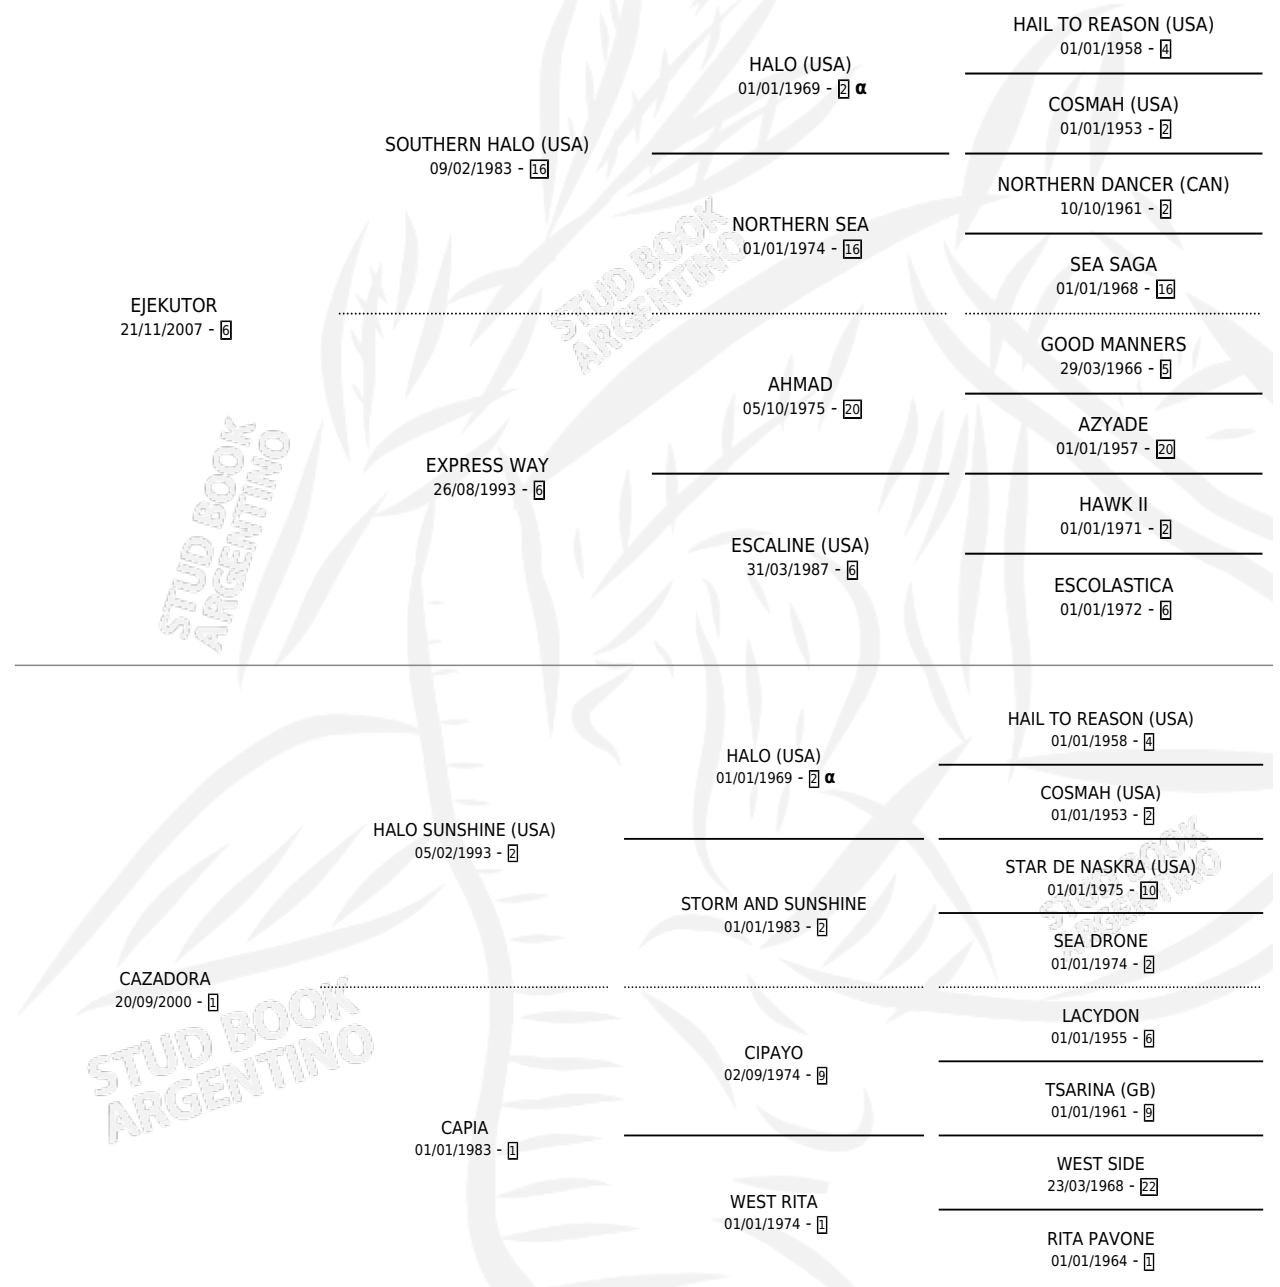 HAIL TO REASON (USA)
01/01/1958 - 4
HALO (USA)
01/01/1969 - 2 α
COSMAH (USA)
01/01/1953 - 2
SOUTHERN HALO (USA)
09/02/1983 - 16
NORTHERN DANCER (CAN)
10/10/1961 - 2
NORTHERN SEA
01/01/1974 - 16
SEA SAGA
01/01/1968 - 16
STUD BOOK
ARGENTINO
EJEKUTOR
21/11/2007 - 6
GOOD MANNERS
29/03/1966 - 5
AHMAD
05/10/1975 - 20
AZYADE
01/01/1957 - 20
EXPRESS WAY
26/08/1993 - 6
HAWK II
01/01/1971 - 2
ESCALINE (USA)
31/03/1987 - 6
ESCOLASTICA
01/01/1972 - 6
STUD BOOK
ARGENTINO
HAIL TO REASON (USA)
01/01/1958 - 4
HALO (USA)
01/01/1969 - 2 α
COSMAH (USA)
01/01/1953 - 2
HALO SUNSHINE (USA)
05/02/1993 - 2
STAR DE NASKRA (USA)
01/01/1975 - 10
STORM AND SUNSHINE
01/01/1983 - 2
SEA DRONE
01/01/1974 - 2
STUD BOOK
ARGENTINO
CAZADORA
20/09/2000 - 1
LACYDON
01/01/1955 - 6
CIPAYO
02/09/1974 - 9
TSARINA (GB)
01/01/1961 - 9
STUD BOOK
ARGENTINO
CAPIA
01/01/1983 - 1
WEST SIDE
23/03/1968 - 22
WEST RITA
01/01/1974 - 1
RITA PAVONE
01/01/1964 - 1